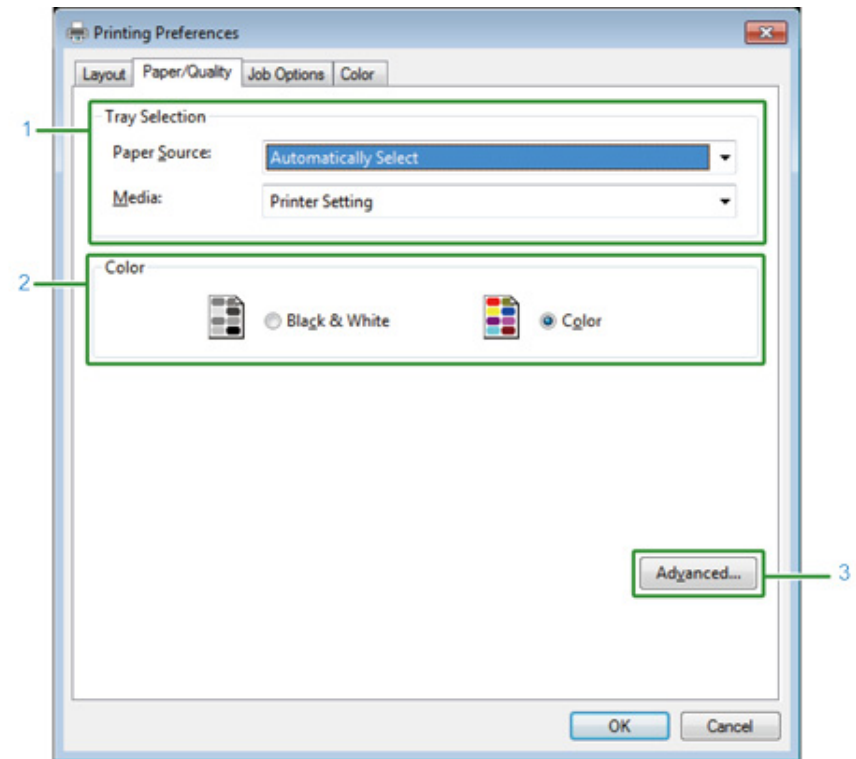 Printing Preferences
Layout Paper/Quality Job Options Color
1
Tray Selection
Paper Source: Automatically Select
Media: Printer Setting
2
Color
Black & White Color
Advanced...
3
OK Cancel